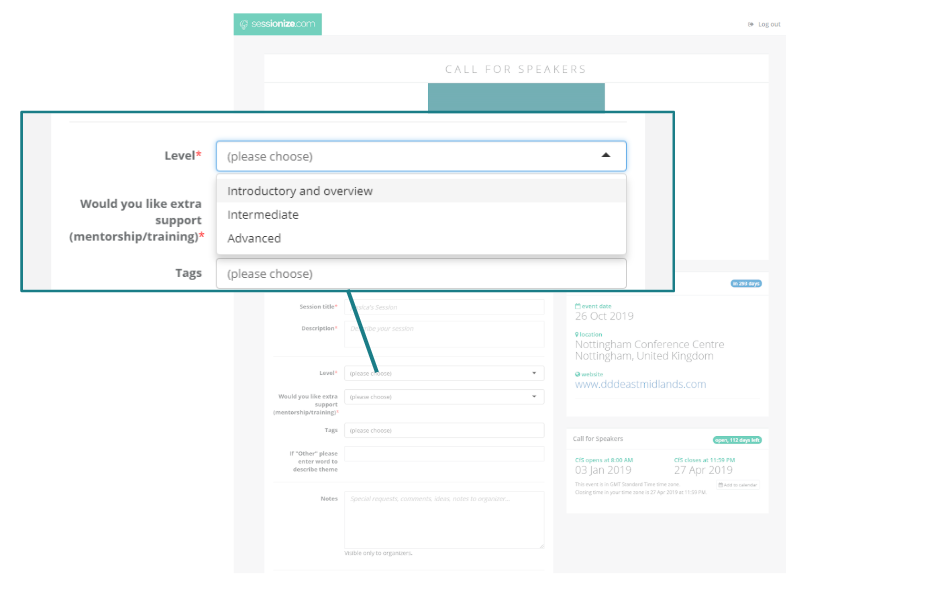 sessionize.com
Log out
CALL FOR SPEAKERS
Level*
(please choose)
Introductory and overview
Intermediate
Advanced
Would you like extra
support
(mentorship/training)*
Tags
(please choose)
Session title*
Description*
Describe your session
Level*
(please choose)
Would you like extra
support
(mentorship/training)*
(please choose)
Tags
(please choose)
If "Other" please
enter word to
describe theme
Notes
Special requests, comments, ideas, notes to organizer...
Visible only to organizers.
event date
26 Oct 2019
location
Nottingham Conference Centre
Nottingham, United Kingdom
website
www.dddeastmidlands.com
Call for Speakers
open, 112 days left
CfS opens at 8:00 AM
03 Jan 2019
CfS closes at 11:59 PM
27 Apr 2019
This event is in GMT Standard Time time zone.
Closing time in your time zone is 27 Apr 2019 at 11:59 PM
Add to calendar